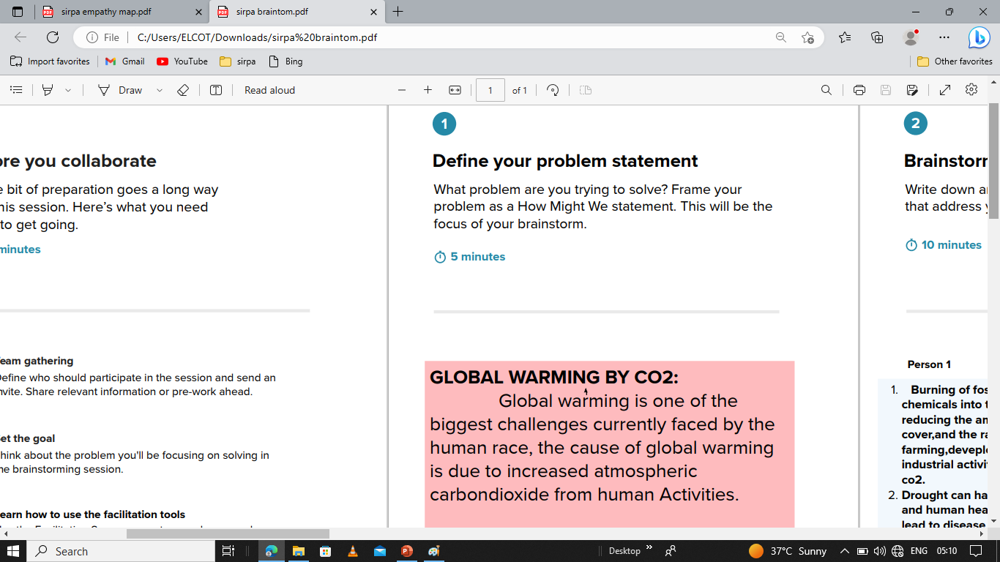 sirpa empathy map.pdf
sirpa braintom.pdf
File
C:/Users/ELCOT/Downloads/sirpa%20braintom.pdf
Import favorites
Gmail
YouTube
sirpa
Bing
Other favorites
Draw
Read aloud
1
of 1
ore you collaborate
e bit of preparation goes a long way
his session. Here's what you need
to get going.
minutes
eam gathering
efine who should participate in the session and send an
nvite. Share relevant information or pre-work ahead.
et the goal
hink about the problem you'll be focusing on solving in
he brainstorming session.
earn how to use the facilitation tools
1
Define your problem statement
What problem are you trying to solve? Frame your
problem as a How Might We statement. This will be the
focus of your brainstorm.
5 minutes
GLOBAL WARMING BY CO2:
Global warming is one of the
biggest challenges currently faced by the
human race, the cause of global warming
is due to increased atmospheric
carbondioxide from human Activities.
2
Brainstor
Write down a
that address
10 minutes
Person 1
1. Burning of fos
chemicals into t
reducing the am
cover,and the ra
farming,deveplo
industrial activi
co2.
2. Drought can ha
and human hea
lead to disease
Search
Desktop
37°C Sunny
ENG
05:10